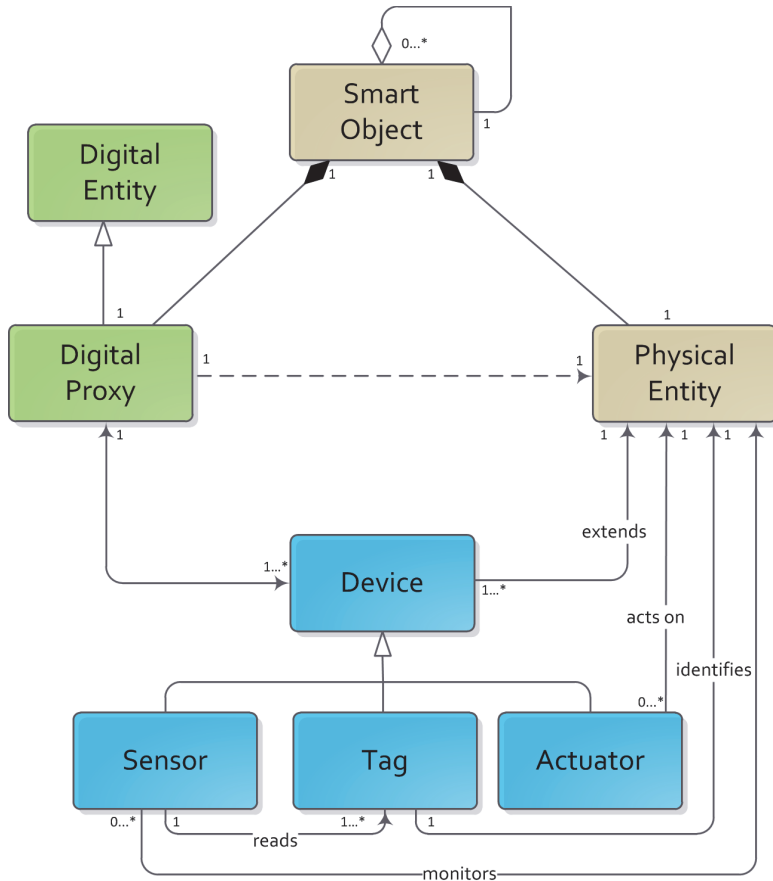 0...*
Smart
Object
1
Digital
Entity
1
1
1
1
Digital
Proxy
1
1
Physical
Entity
1
1
1
1
extends
1...*
Device
1...*
acts on
identifies
0...*
Sensor
Tag
Actuator
0...*
1
reads
1...*
1
monitors